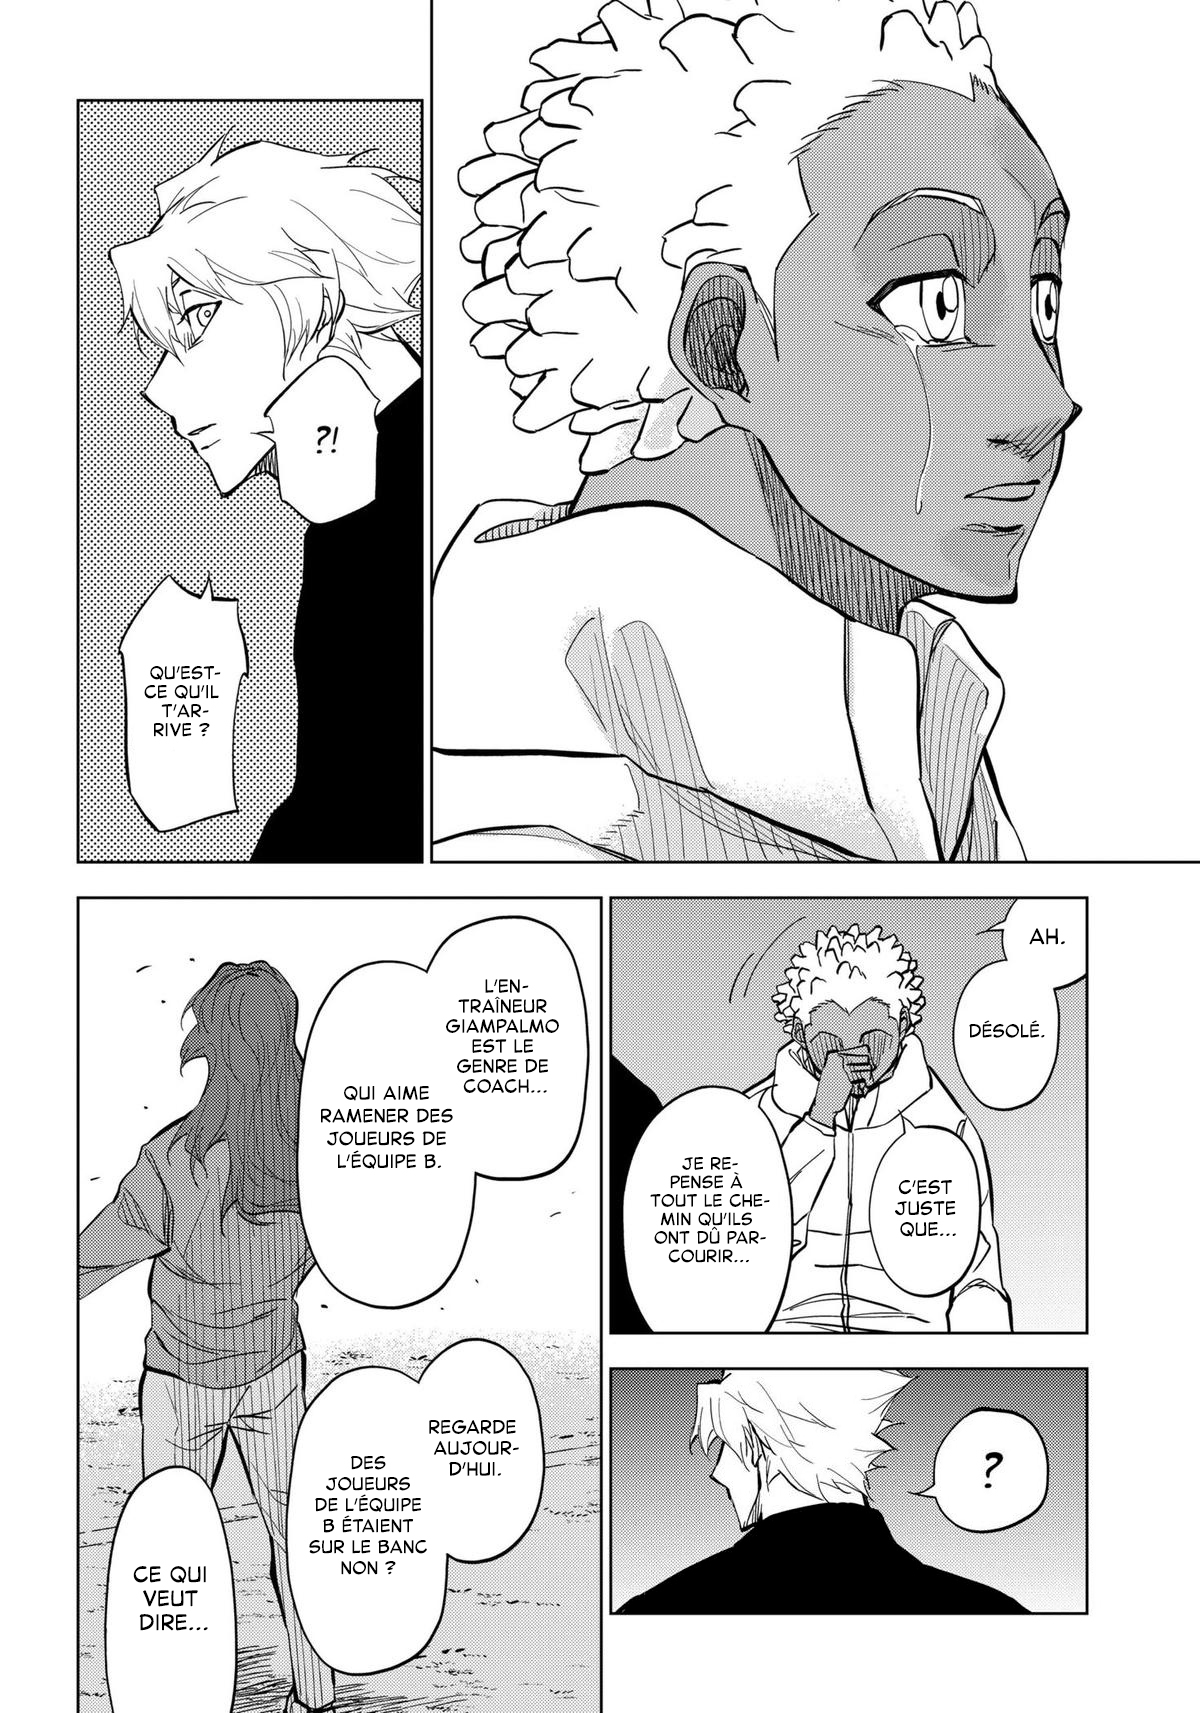 ?!
QU'EST-
CE QU'IL
T'AR-
RIVE ?
AH.
DÉSOLÉ.
C'EST
JUSTE
QUE...
JE RE-
PENSE À
TOUT LE CHE-
MIN QU'ILS
ONT DÛ PAR-
COURIR...
?
L'EN-
TRAÎNEUR
GIAMPALMO
EST LE
GENRE DE
COACH...
QUI AIME
RAMENER DES
JOUEURS DE
L'ÉQUIPE B.
REGARDE
AUJOUR-
D'HUI.
DES
JOUEURS
DE L'ÉQUIPE
B ÉTAIENT
SUR LE BANC
NON ?
CE QUI
VEUT
DIRE...